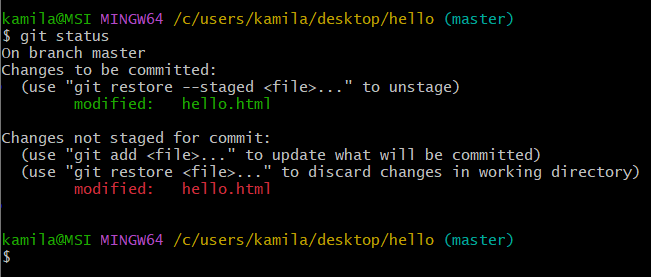 kamila@MSI MINGW64 /c/users/kamila/desktop/hello (master)
$ git status
On branch master
Changes to be committed:
  (use "git restore --staged <file>..." to unstage)
        modified:   hello.html

Changes not staged for commit:
  (use "git add <file>..." to update what will be committed)
  (use "git restore <file>..." to discard changes in working directory)
        modified:   hello.html

kamila@MSI MINGW64 /c/users/kamila/desktop/hello (master)
$